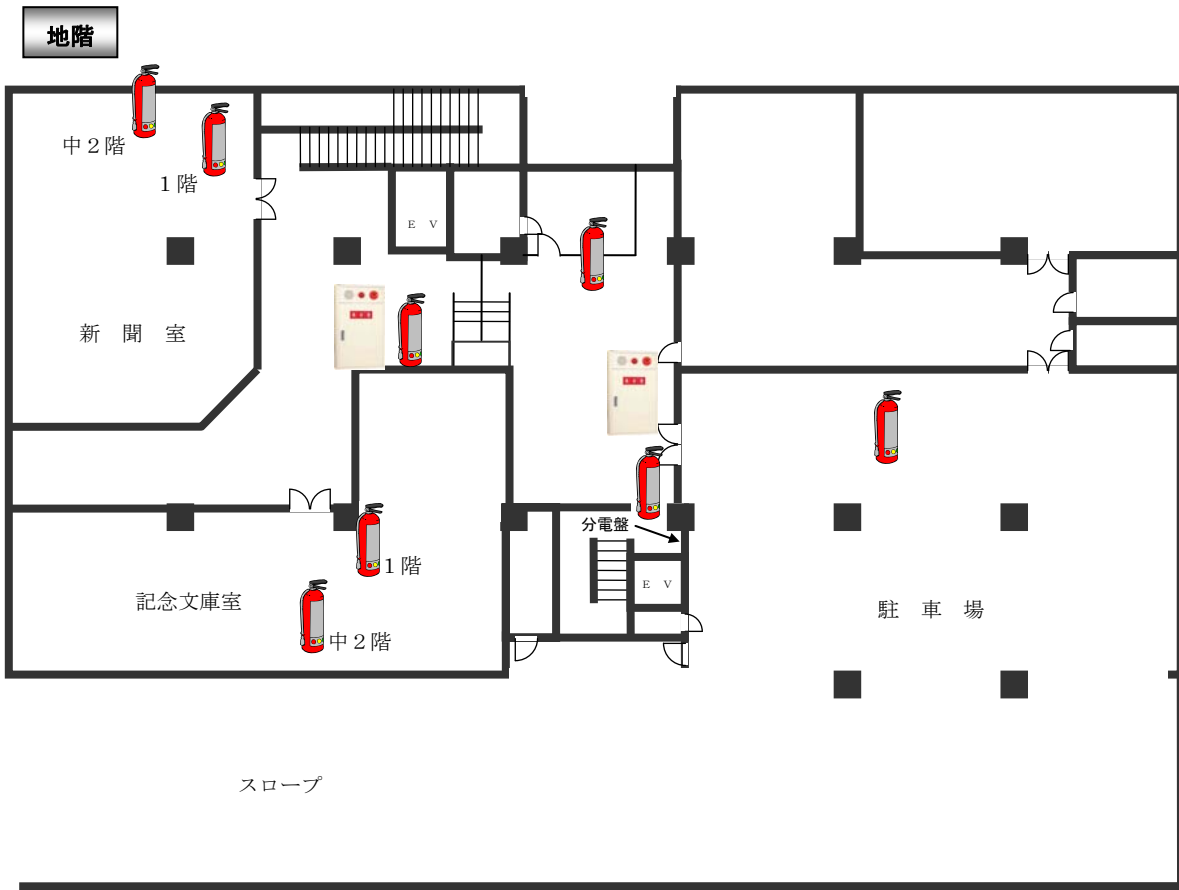 地階
中２階
１階
Ｅ Ｖ
新 聞 室
分電盤
１階
Ｅ Ｖ
記念文庫室
駐 車 場
中２階
スロープ